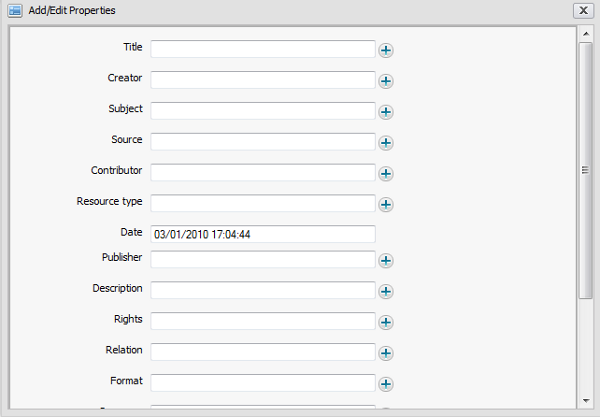 Add/Edit Properties
Title
Creator
Subject
Source
Contributor
Resource type
Date 03/01/2010 17:04:44
Publisher
Description
Rights
Relation
Format